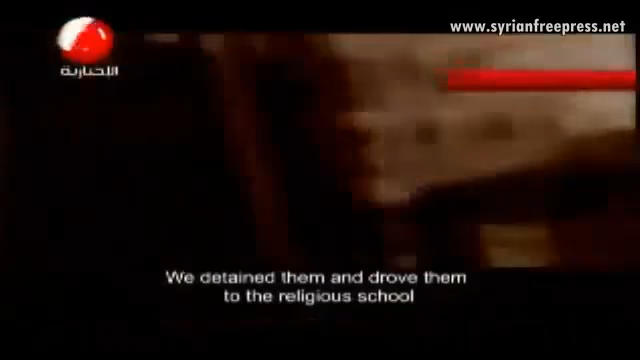 www.syrianfreepress.net
الإخبارية
We detained them and drove them
to the religious school